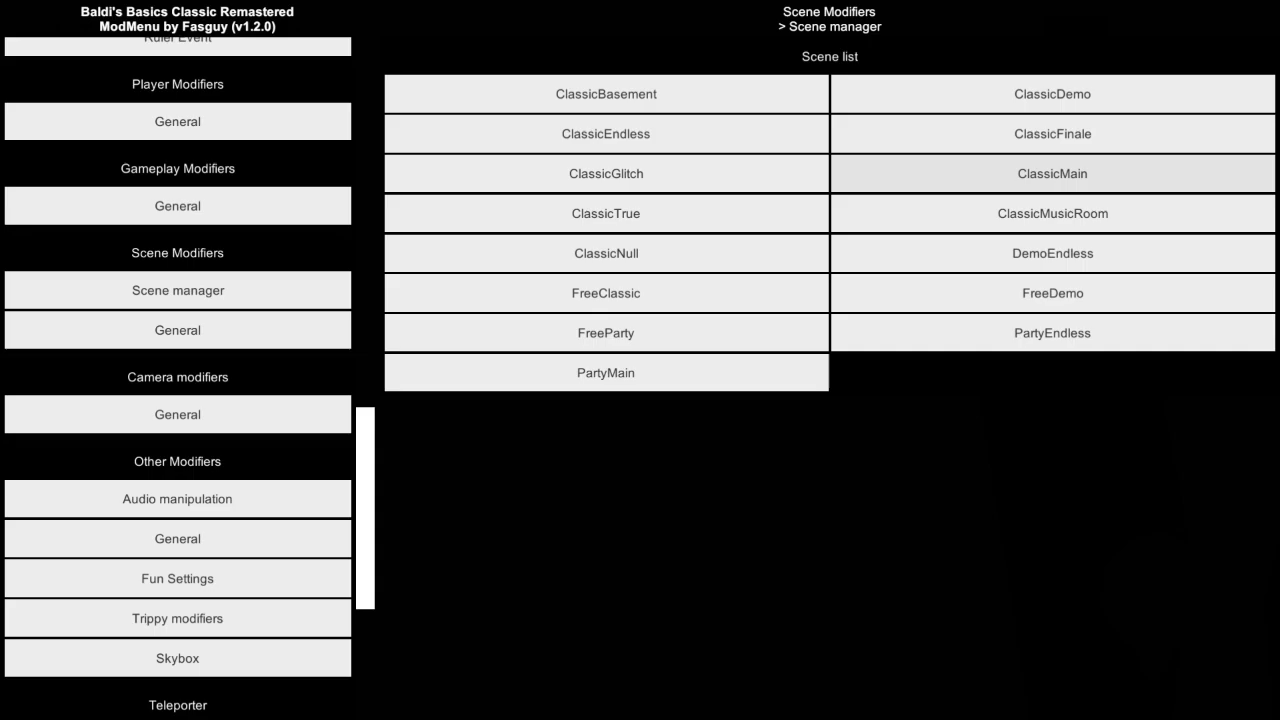 Baldi's Basics Classic Remastered
ModMenu by Fasguy (v1.2.0)
Ruler Event
Player Modifiers
General
Gameplay Modifiers
General
Scene Modifiers
Scene manager
General
Camera modifiers
General
Other Modifiers
Audio manipulation
General
Fun Settings
Trippy modifiers
Skybox
Teleporter
Scene Modifiers
> Scene manager
Scene list
ClassicBasement
ClassicDemo
ClassicEndless
ClassicFinale
ClassicGlitch
ClassicMain
ClassicTrue
ClassicMusicRoom
ClassicNull
DemoEndless
FreeClassic
FreeDemo
FreeParty
PartyEndless
PartyMain